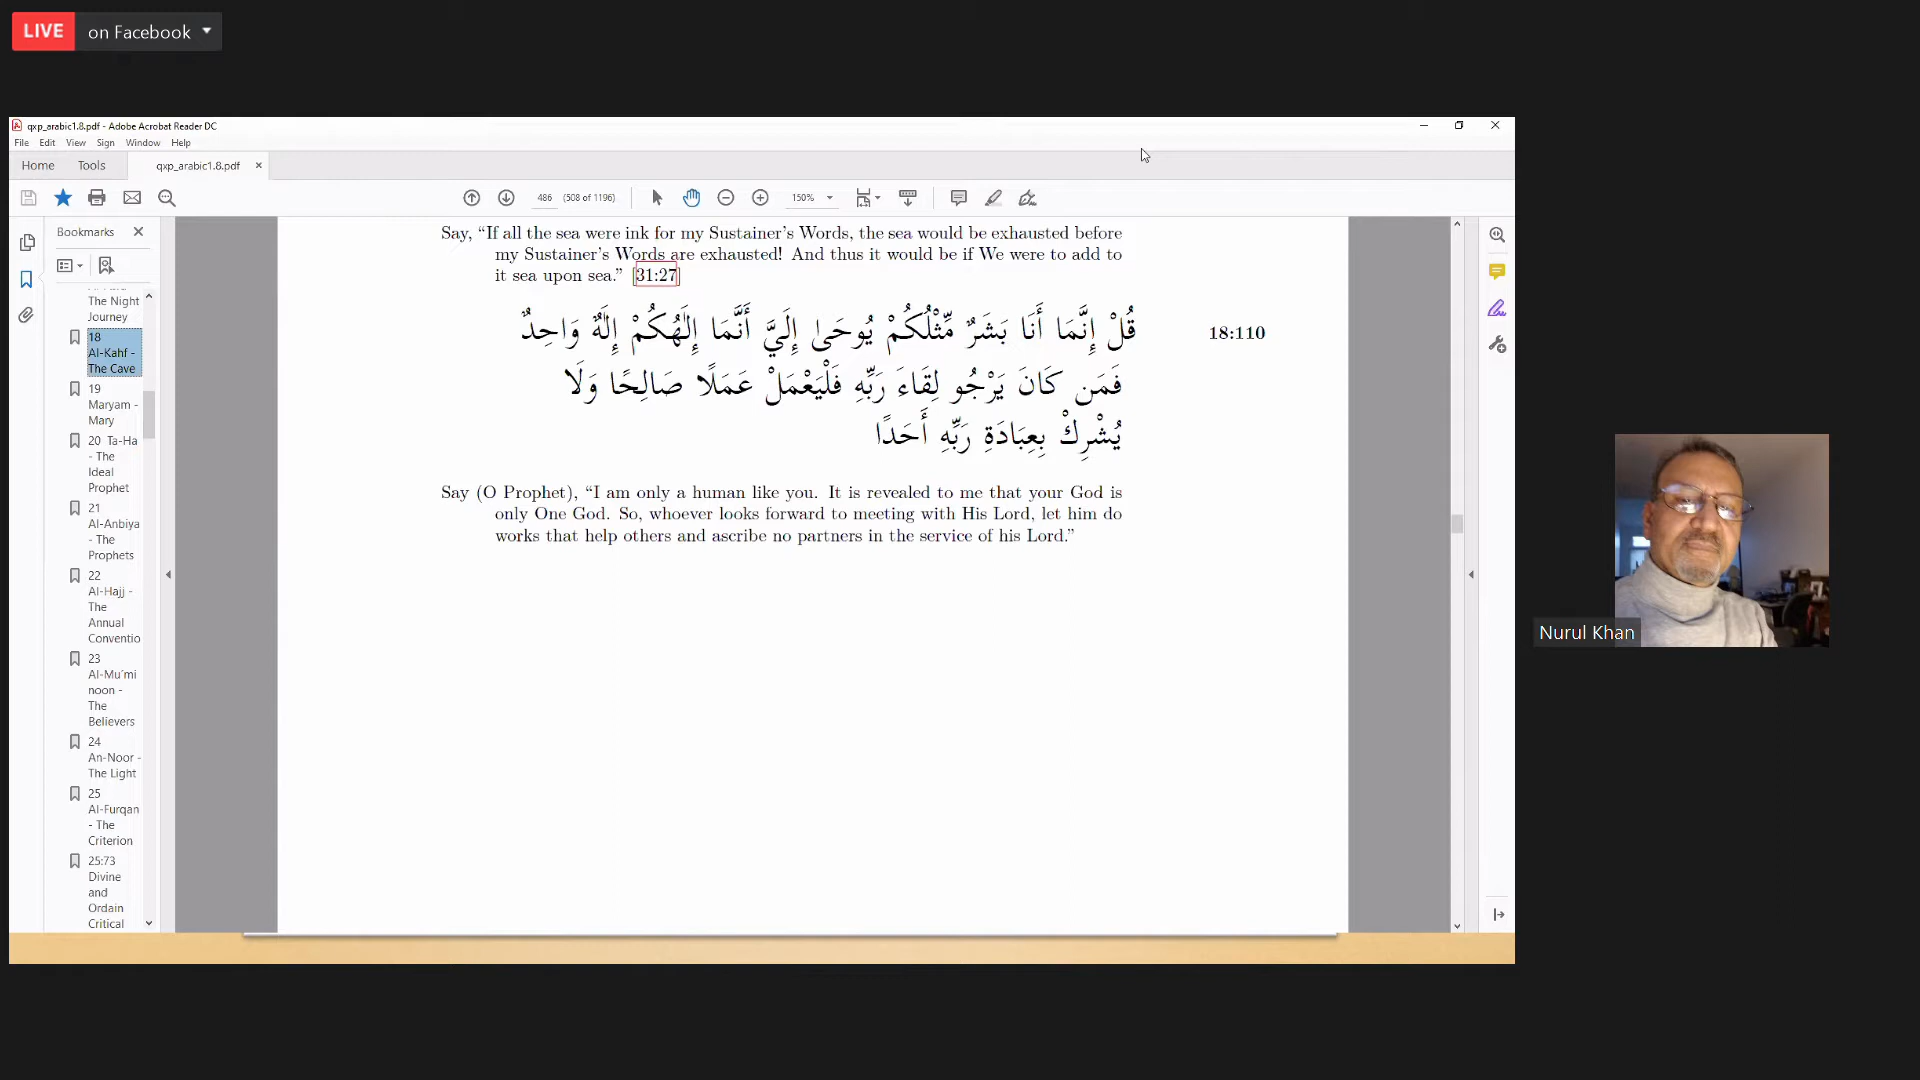 LIVE on Facebook
qxp_arabic1.8.pdf - Adobe Acrobat Reader DC
File Edit View Sign Window Help
Home Tools qxp_arabic1.8.pdf
486 (508 of 1196) 150%
Bookmarks
The Night
Journey
18
Al-Kahf -
The Cave
19
Maryam -
Mary
20 Ta-Ha
- The
Ideal
Prophet
21
Al-Anbiya
- The
Prophets
22
Al-Hajj -
The
Annual
Conventio
23
Al-Mu´mi
noon -
The
Believers
24
An-Noor -
The Light
25
Al-Furqan
- The
Criterion
25:73
Divine
and
Ordain
Critical
Say, “If all the sea were ink for my Sustainer’s Words, the sea would be exhausted before
my Sustainer’s Words are exhausted! And thus it would be if We were to add to
it sea upon sea.” [31:27]
قُلْ إِنَّمَا أَنَا بَشَرٌ مِّثْلُكُمْ يُوحَىٰ إِلَيَّ أَنَّمَا إِلَٰهُكُمْ إِلَٰهٌ وَاحِدٌ 18:110
فَمَن كَانَ يَرْجُو لِقَاءَ رَبِّهِ فَلْيَعْمَلْ عَمَلًا صَالِحًا وَلَا
يُشْرِكْ بِعِبَادَةِ رَبِّهِ أَحَدًا
Say (O Prophet), “I am only a human like you. It is revealed to me that your God is
only One God. So, whoever looks forward to meeting with His Lord, let him do
works that help others and ascribe no partners in the service of his Lord.”
Nurul Khan